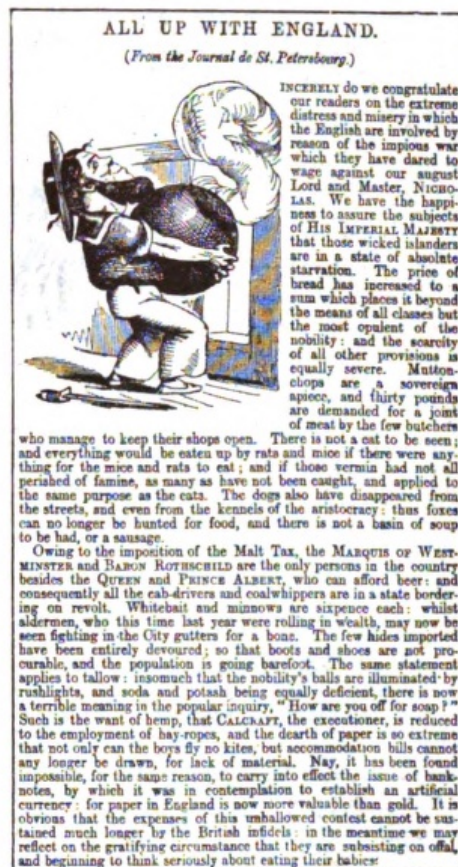 ALL UP WITH ENGLAND.
(From the Journal de St. Petersbourg.)
INCERELY do we congratulate
our readers on the extreme
distress and misery in which
the English are involved by
reason of the impious war
which they have dared to
wage against our august
Lord and Master, NICHO-
LAS. We have the happi-
ness to assure the subjects
of HIS IMPERIAL MAJESTY
that those wicked islanders
are in a state of absolute
starvation. The price of
bread has increased to a
sum which places it beyond
the means of all classes but
the most opulent of the
nobility: and the scarcity
of all other provisions is
equally severe. Mutton-
chops are a sovereign
apiece, and thirty pounds
are demanded for a joint
of meat by the few butchers
who manage to keep their shops open. There is not a cat to be seen;
and everything would be eaten up by rats and mice if there were any-
thing for the mice and rats to eat; and if those vermin had not all
perished of famine, as many as have not been caught, and applied to
the same purpose as the cats. The dogs also have disappeared from
the streets, and even from the kennels of the aristocracy: thus foxes
can no longer be hunted for food, and there is not a basin of soup
to be had, or a sausage.
Owing to the imposition of the Malt Tax, the MARQUIS OF WEST-
MINSTER and BARON ROTHSCHILD are the only persons in the country
besides the QUEEN and PRINCE ALBERT, who can afford beer: and
consequently all the cab-drivers and coalwhippers are in a state border-
ing on revolt. Whitebait and minnows are sixpence each: whilst
aldermen, who this time last year were rolling in wealth, may now be
seen fighting in the City gutters for a bone. The few hides imported
have been entirely devoured; so that boots and shoes are not pro-
curable, and the population is going barefoot. The same statement
applies to tallow: insomuch that the nobility's balls are illuminated by
rushlights, and soda and potash being equally deficient, there is now
a terrible meaning in the popular inquiry, "How are you off for soap?"
Such is the want of hemp, that CALCRAFT, the executioner, is reduced
to the employment of hay-ropes, and the dearth of paper is so extreme
that not only can the boys fly no kites, but accommodation bills cannot
any longer be drawn, for lack of material. Nay, it has been found
impossible, for the same reason, to carry into effect the issue of bank-
notes, by which it was in contemplation to establish an artificial
currency: for paper in England is now more valuable than gold. It is
obvious that the expenses of this unhallowed contest cannot be sus-
tained much longer by the British infidels: in the meantime we may
reflect on the gratifying circumstance that they are subsisting on offal,
and beginning to think seriously about eating their babies.